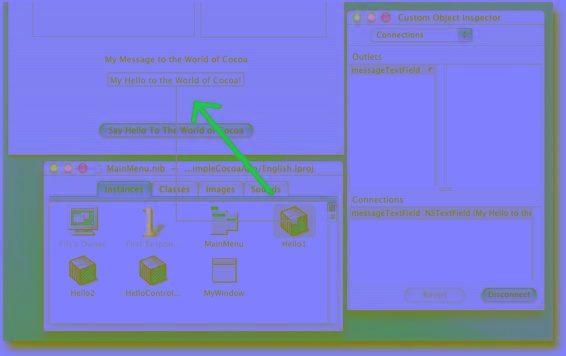 My Message to the World of Cocoa
My Hello to the World of Cocoa!
Say Hello To The World of Cocoa
Custom Object Inspector
Connections
Outlets
messageTextField
Connections
messageTextField NSTextField (My Hello to the
Revert
Disconnect
MainMenu.nib — ...impleCocoaApp/English.lproj
Instances Classes Images Sounds
File's Owner First Respon... MainMenu Hello1
Hello2 HelloControl... MyWindow